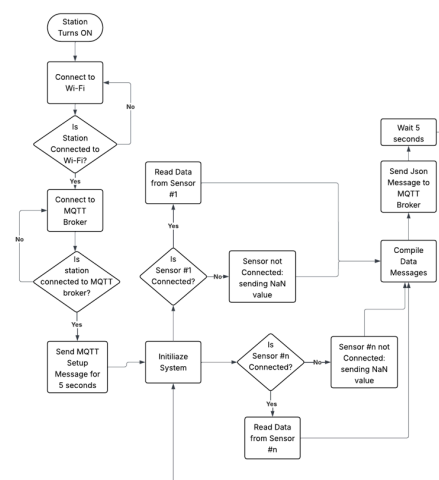 Station
Turns ON
Connect to
Wi-Fi
No
Is
Station
Connected to
Wi-Fi?
Yes
Connect to
MQTT
Broker
No
Is
station
connected to MQTT
broker?
Yes
Send MQTT
Setup
Message for
5 seconds
Initiliaze
System
Is
Sensor #1
Connected?
Yes
Read Data
from Sensor
#1
No
Sensor not
Connected:
sending NaN
value
Is
Sensor #n
Connected?
No
Sensor #n not
Connected:
sending NaN
value
Yes
Read Data
from Sensor
#n
Compile
Data
Messages
Send Json
Message to
MQTT
Broker
Wait 5
seconds